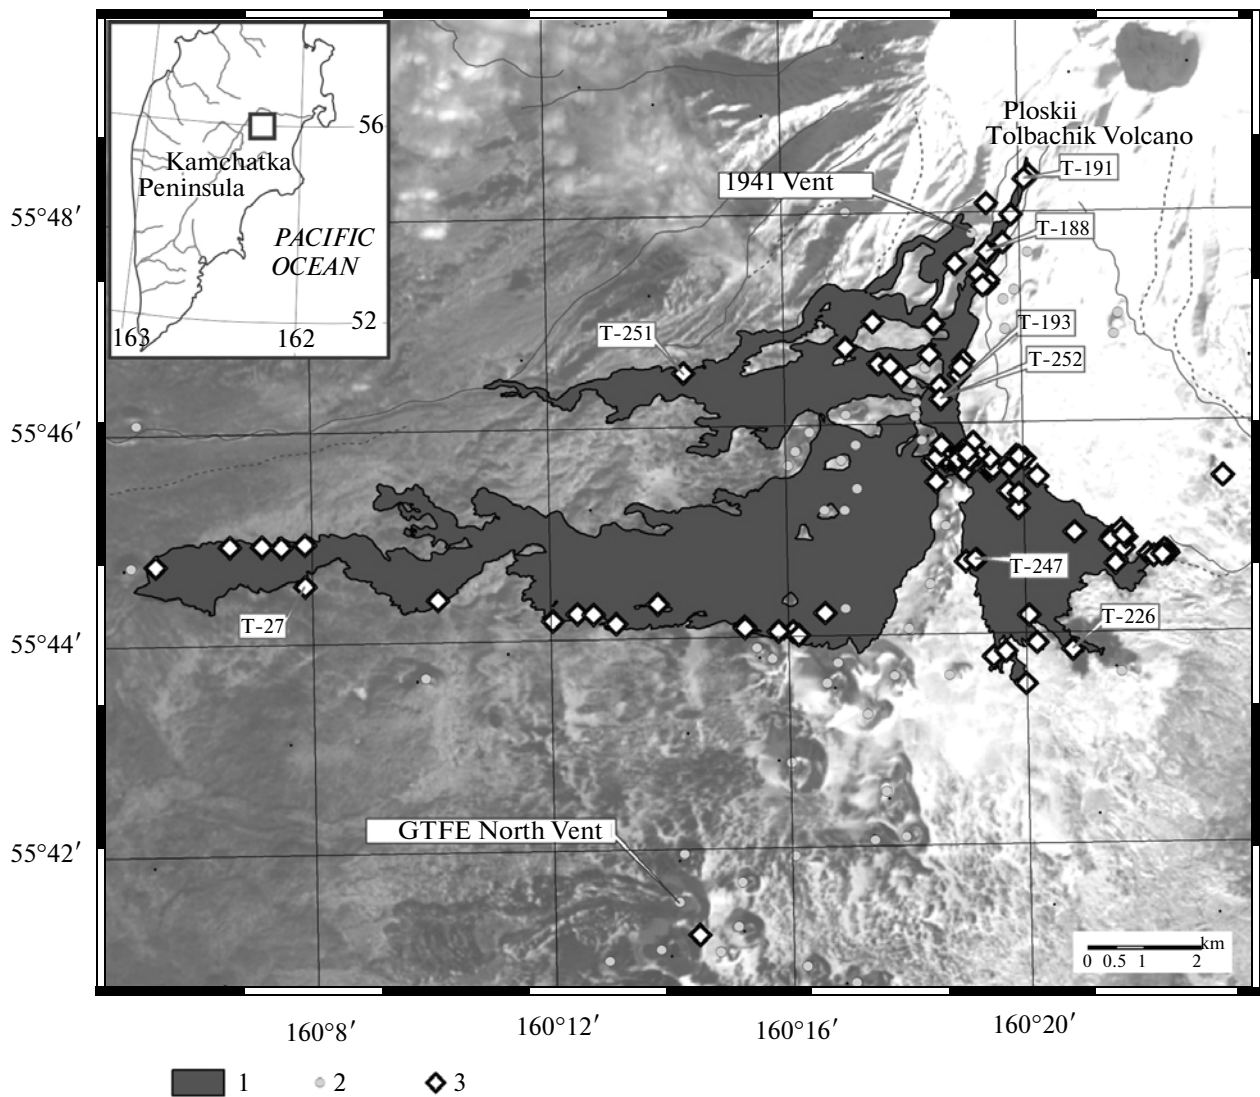 Ploskii
Tolbachik Volcano
56
Kamchatka
Peninsula
PACIFIC
OCEAN
52
163
162
1941 Vent
T-191
T-188
T-193
T-252
T-251
T-247
T-226
T-27
GTFE North Vent
55°48′
55°46′
55°44′
55°42′
km
0 0.5 1 2
160°8′
160°12′
160°16′
160°20′
1
2
3